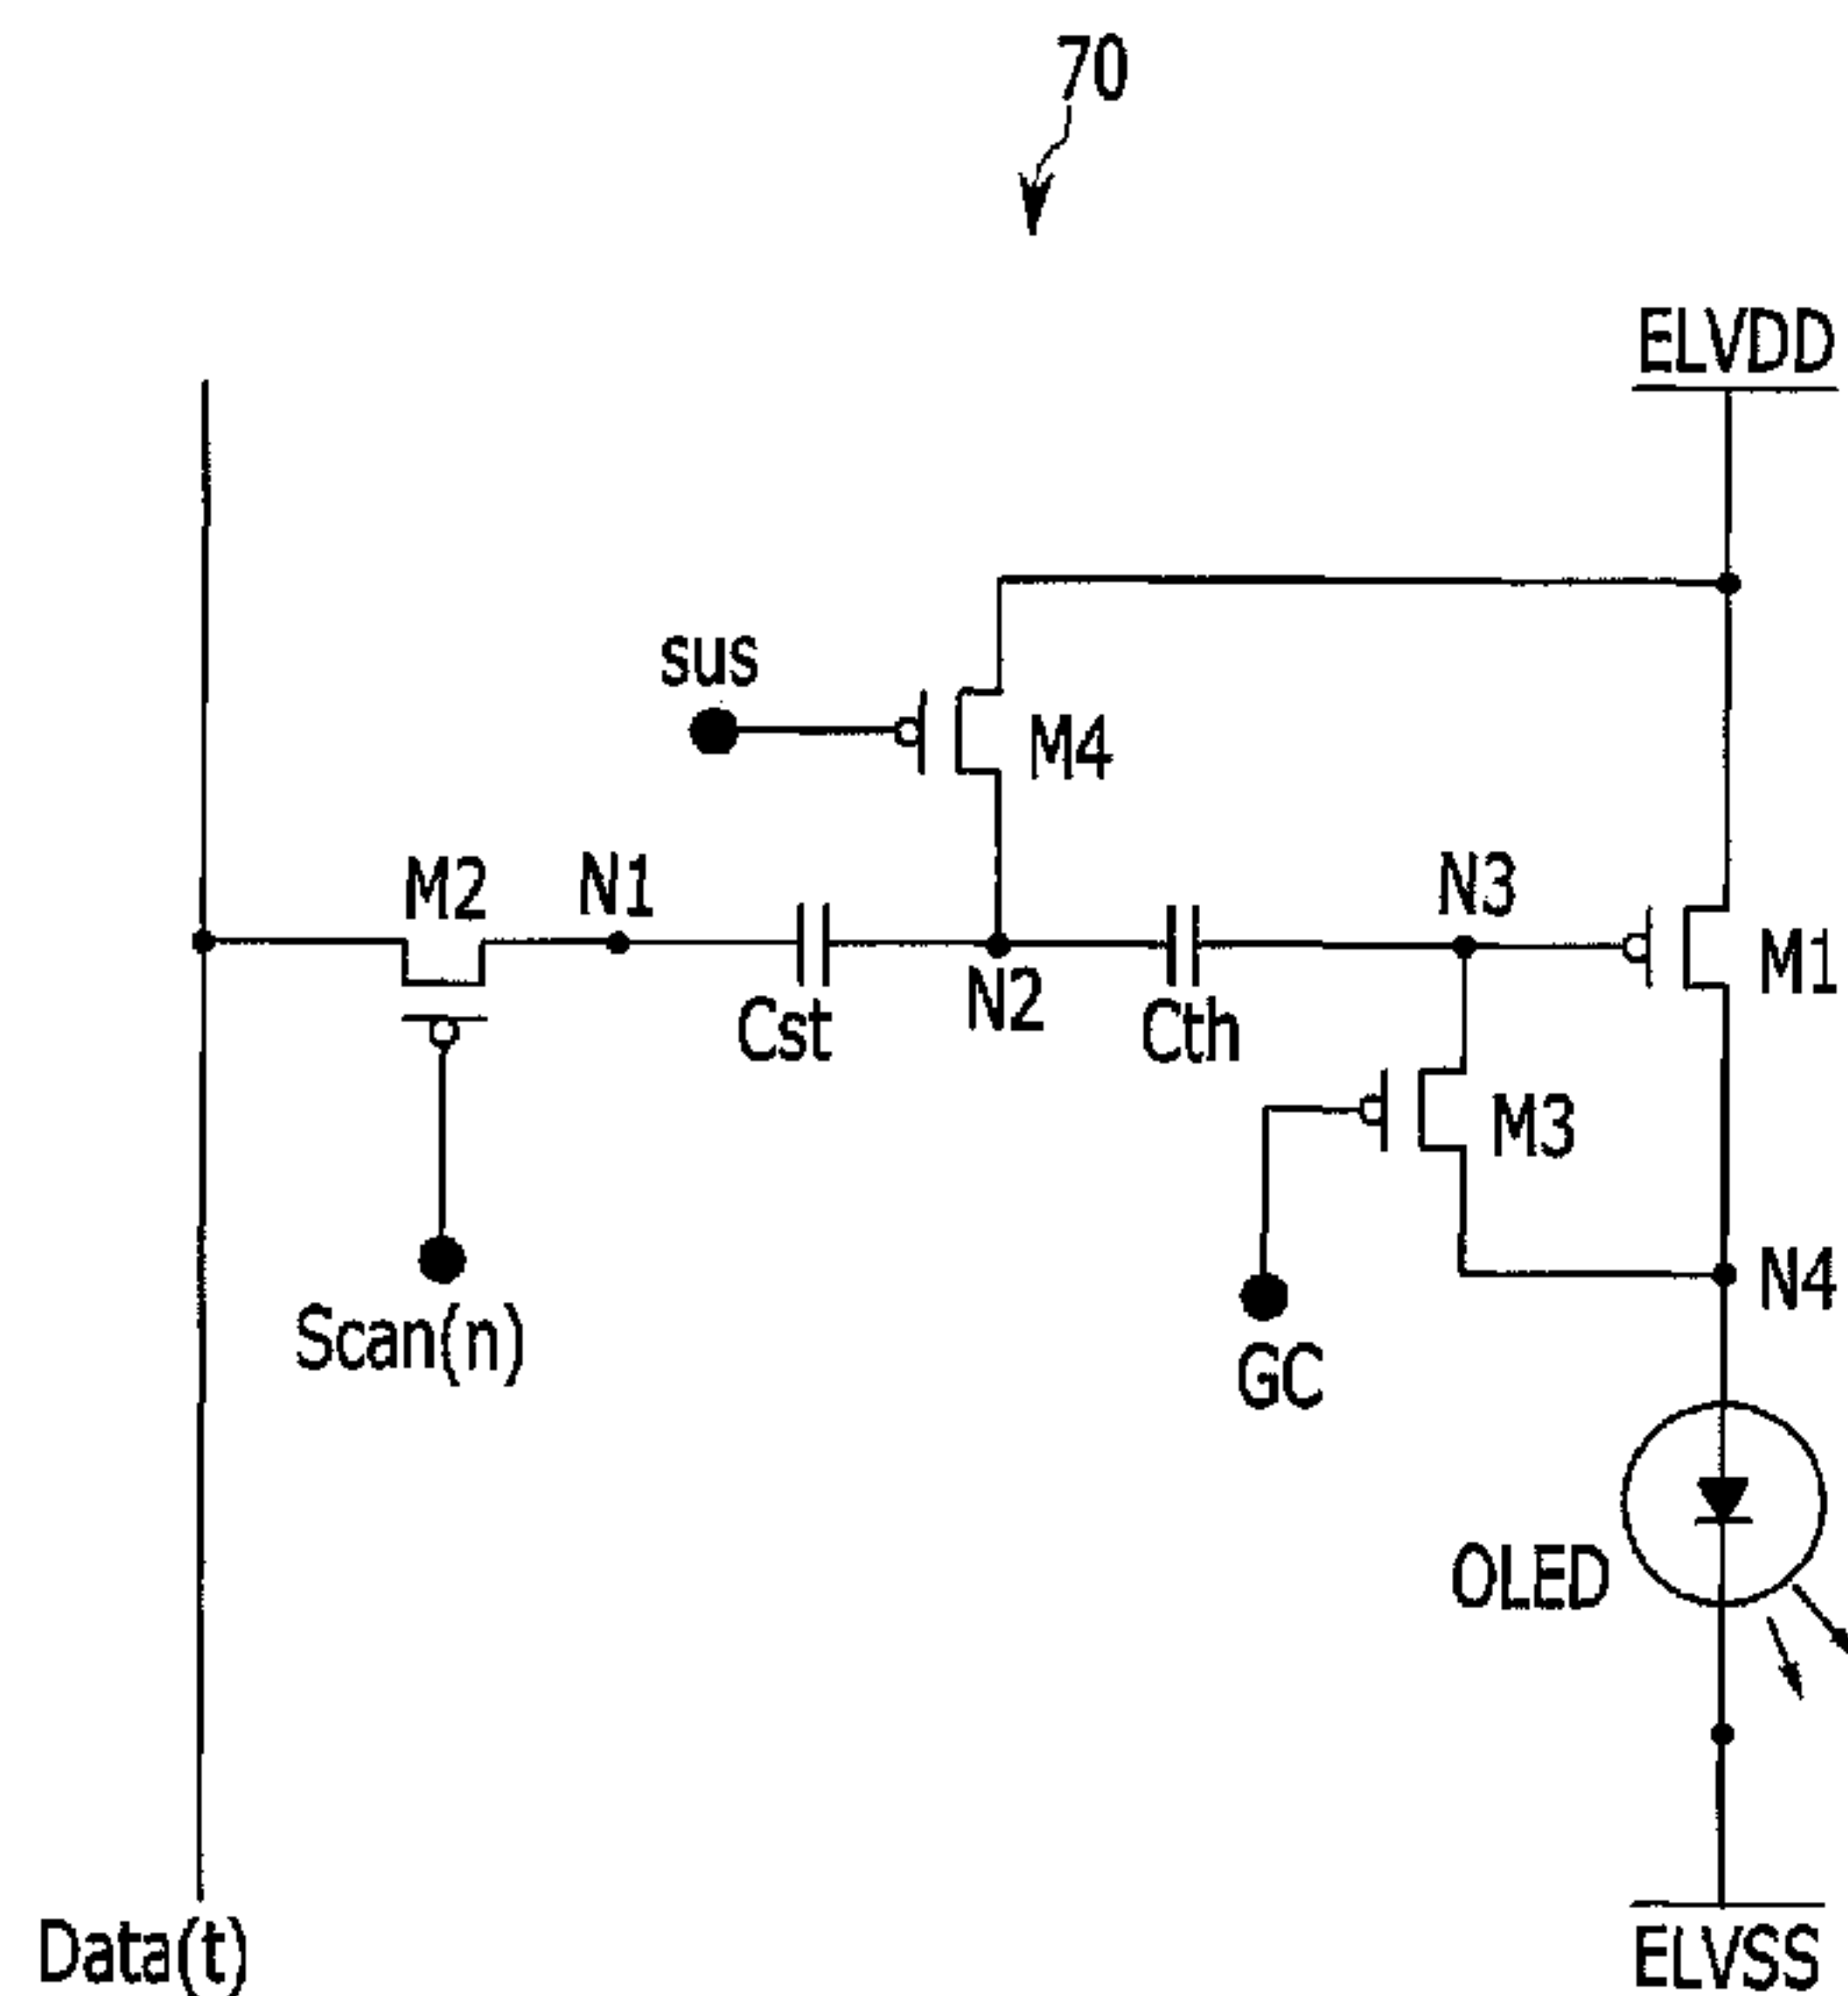 70
ELVDD
sus
M4
M2
N1
N3
M1
Cst
N2
Cth
M3
N4
Scan(n)
GC
OLED
Data(t)
ELVSS